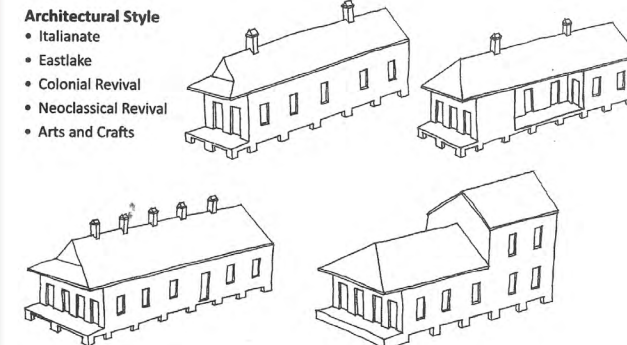 Architectural Style
• Italianate
• Eastlake
• Colonial Revival
• Neoclassical Revival
• Arts and Crafts